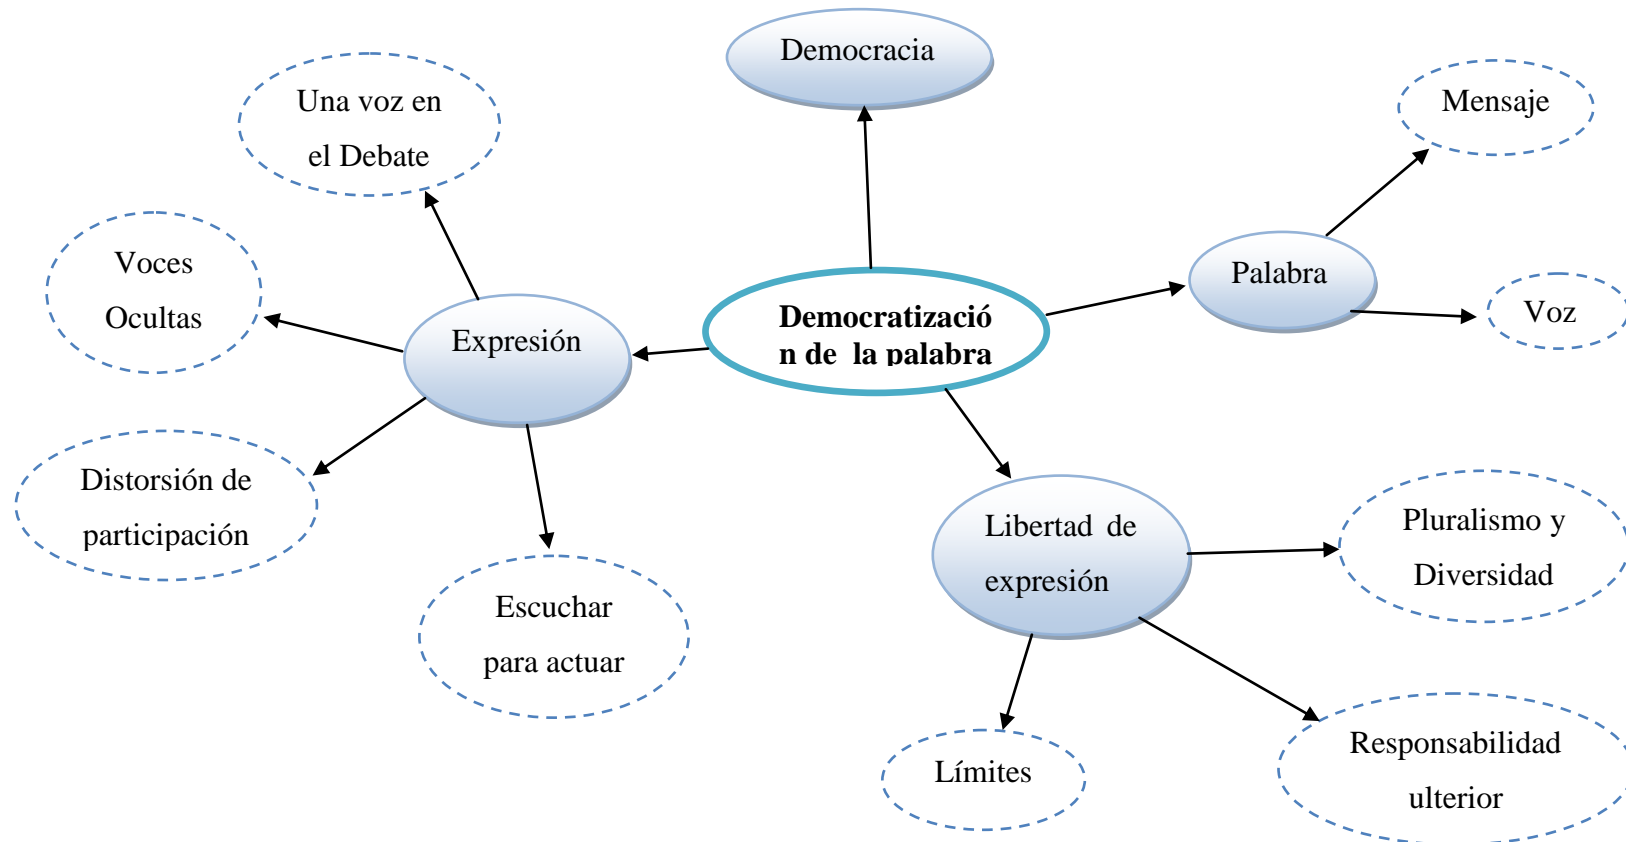 Democracia
Una voz en
el Debate
Mensaje
Voces
Ocultas
Palabra
Voz
Democratizació
n de la palabra
Expresión
Distorsión de
participación
Libertad de
expresión
Pluralismo y
Diversidad
Escuchar
para actuar
Límites
Responsabilidad
ulterior